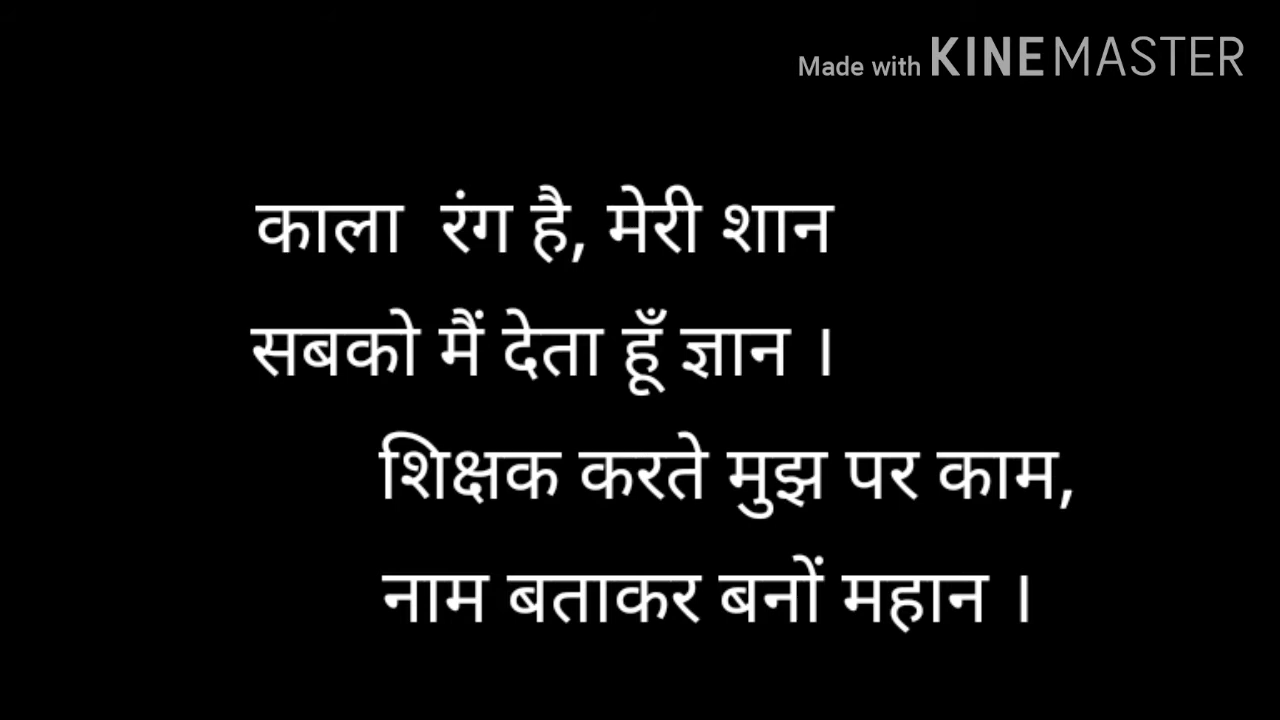 Made with KINEMASTER
काला रंग है, मेरी शान
सबको मैं देता हूँ ज्ञान ।
शिक्षक करते मुझ पर काम,
नाम बताकर बनों महान ।